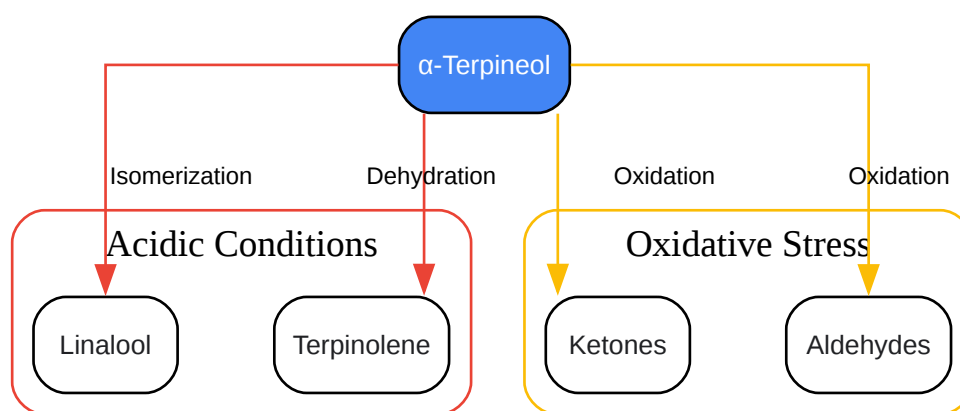 α-Terpineol
Isomerization
Dehydration
Oxidation
Oxidation
Acidic Conditions
Oxidative Stress
Linalool
Terpinolene
Ketones
Aldehydes